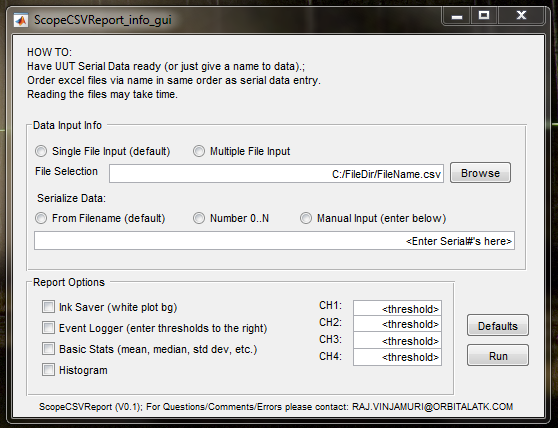 ScopeCSVReport_info_gui
HOW TO:
Have UUT Serial Data ready (or just give a name to data).;
Order excel files via name in same order as serial data entry.
Reading the files may take time.
Data Input Info
Single File Input (default) Multiple File Input
File Selection C:/FileDir/FileName.csv Browse
Serialize Data:
From Filename (default) Number 0..N Manual Input (enter below)
<Enter Serial#'s here>
Report Options
Ink Saver (white plot bg) CH1: <threshold>
Event Logger (enter thresholds to the right) CH2: <threshold> Defaults
Basic Stats (mean, median, std dev, etc.) CH3: <threshold>
Histogram CH4: <threshold> Run
ScopeCSVReport (V0.1); For Questions/Comments/Errors please contact: RAJ.VINJAMURI@ORBITALATK.COM